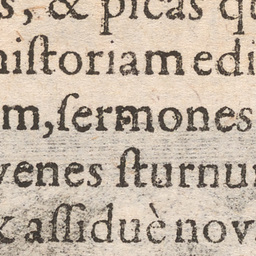 s, & picas q
hiſtoriam edi
m, ſermones
venes ſturnu
& aſſiduè nov